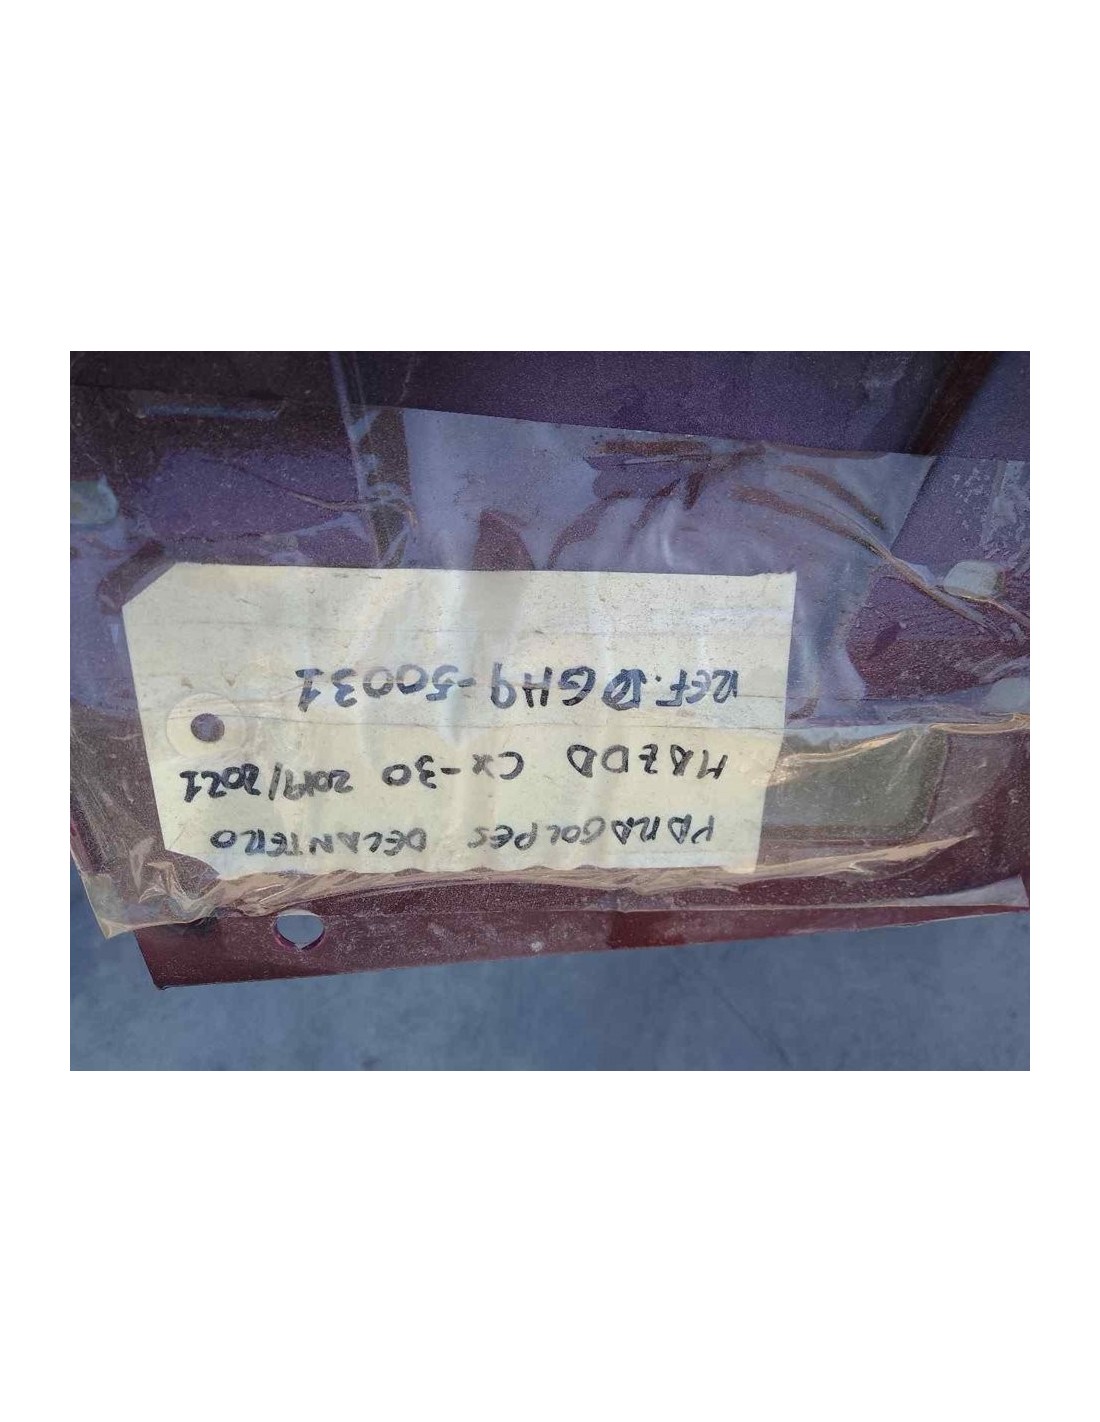 PARAGOLPES DELANTERO
MAZDA CX-30 2019/2021
REF. DGH9-50031